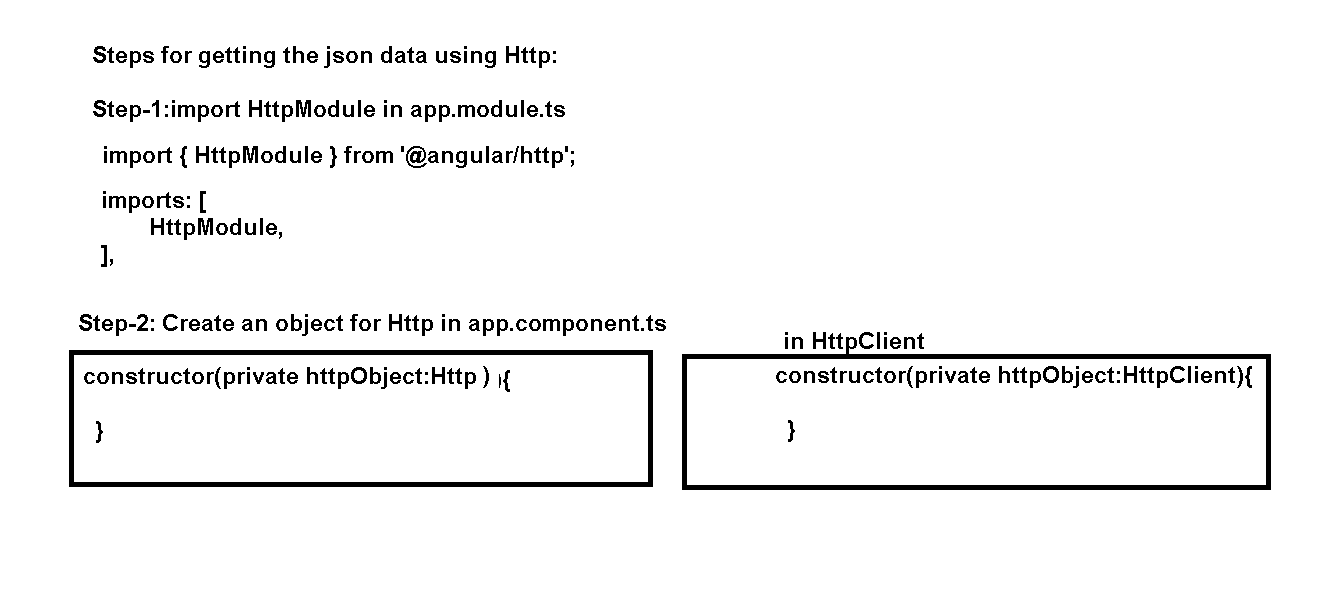 Steps for getting the json data using Http:
Step-1:import HttpModule in app.module.ts
import { HttpModule } from '@angular/http';
imports: [
HttpModule,
],
Step-2: Create an object for Http in app.component.ts
constructor(private httpObject:Http ) {
}
in HttpClient
constructor(private httpObject:HttpClient){
}